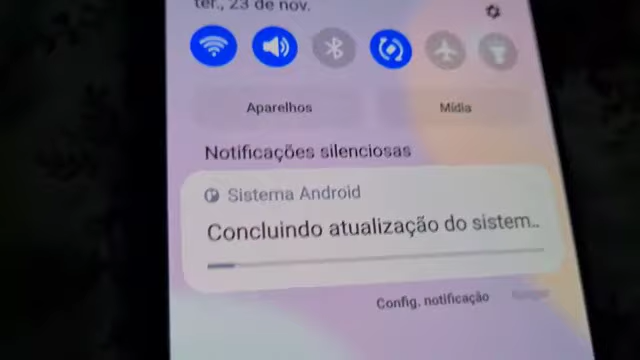 ter., 23 de nov.
Aparelhos
Mídia
Notificações silenciosas
Sistema Android
Concluindo atualização do sistem...
Config. notificação